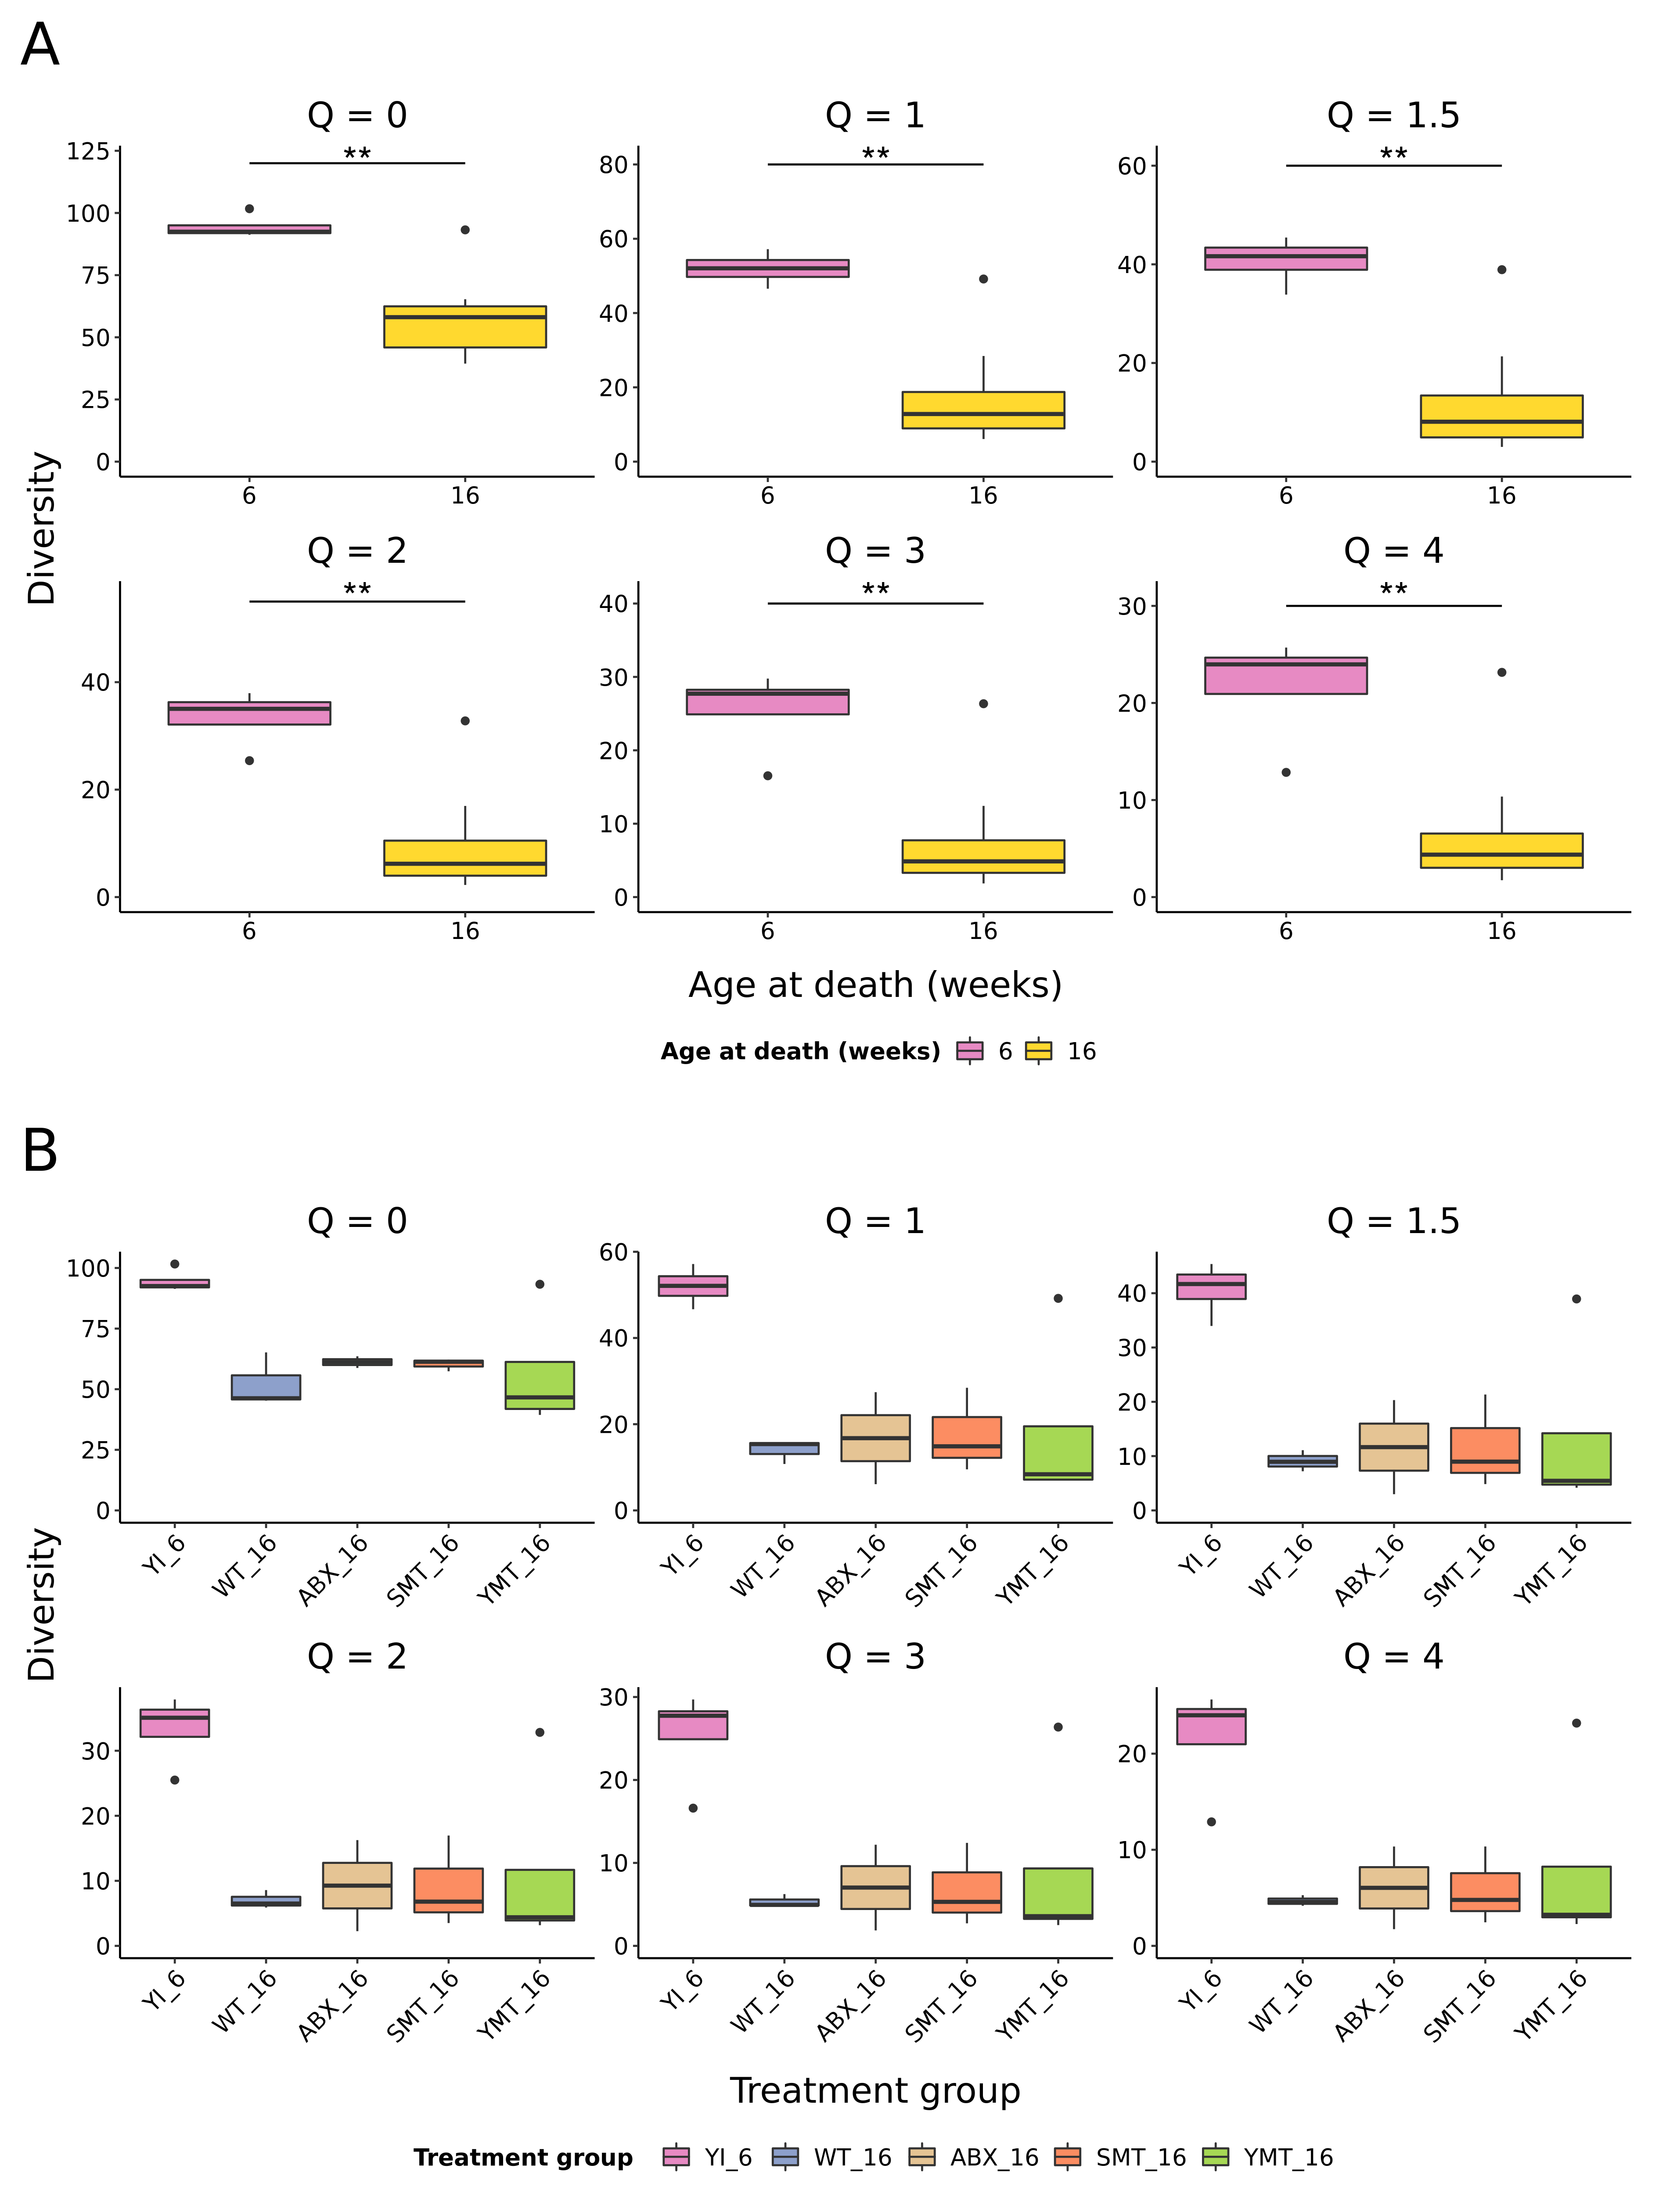 A
Q = 0
Q = 1
Q = 1.5
**
**
**
125
100
75
50
25
0
80
60
40
20
0
60
40
20
0
6
16
6
16
6
16
Diversity
Q = 2
Q = 3
Q = 4
**
**
**
40
20
0
40
30
20
10
0
30
20
10
0
6
16
6
16
6
16
Age at death (weeks)
Age at death (weeks) 6 16
B
Q = 0
Q = 1
Q = 1.5
100
75
50
25
0
60
40
20
0
40
30
20
10
0
YI_6
WT_16
ABX_16
SMT_16
YMT_16
YI_6
WT_16
ABX_16
SMT_16
YMT_16
YI_6
WT_16
ABX_16
SMT_16
YMT_16
Diversity
Q = 2
Q = 3
Q = 4
30
20
10
0
30
20
10
0
20
10
0
YI_6
WT_16
ABX_16
SMT_16
YMT_16
YI_6
WT_16
ABX_16
SMT_16
YMT_16
YI_6
WT_16
ABX_16
SMT_16
YMT_16
Treatment group
Treatment group YI_6 WT_16 ABX_16 SMT_16 YMT_16